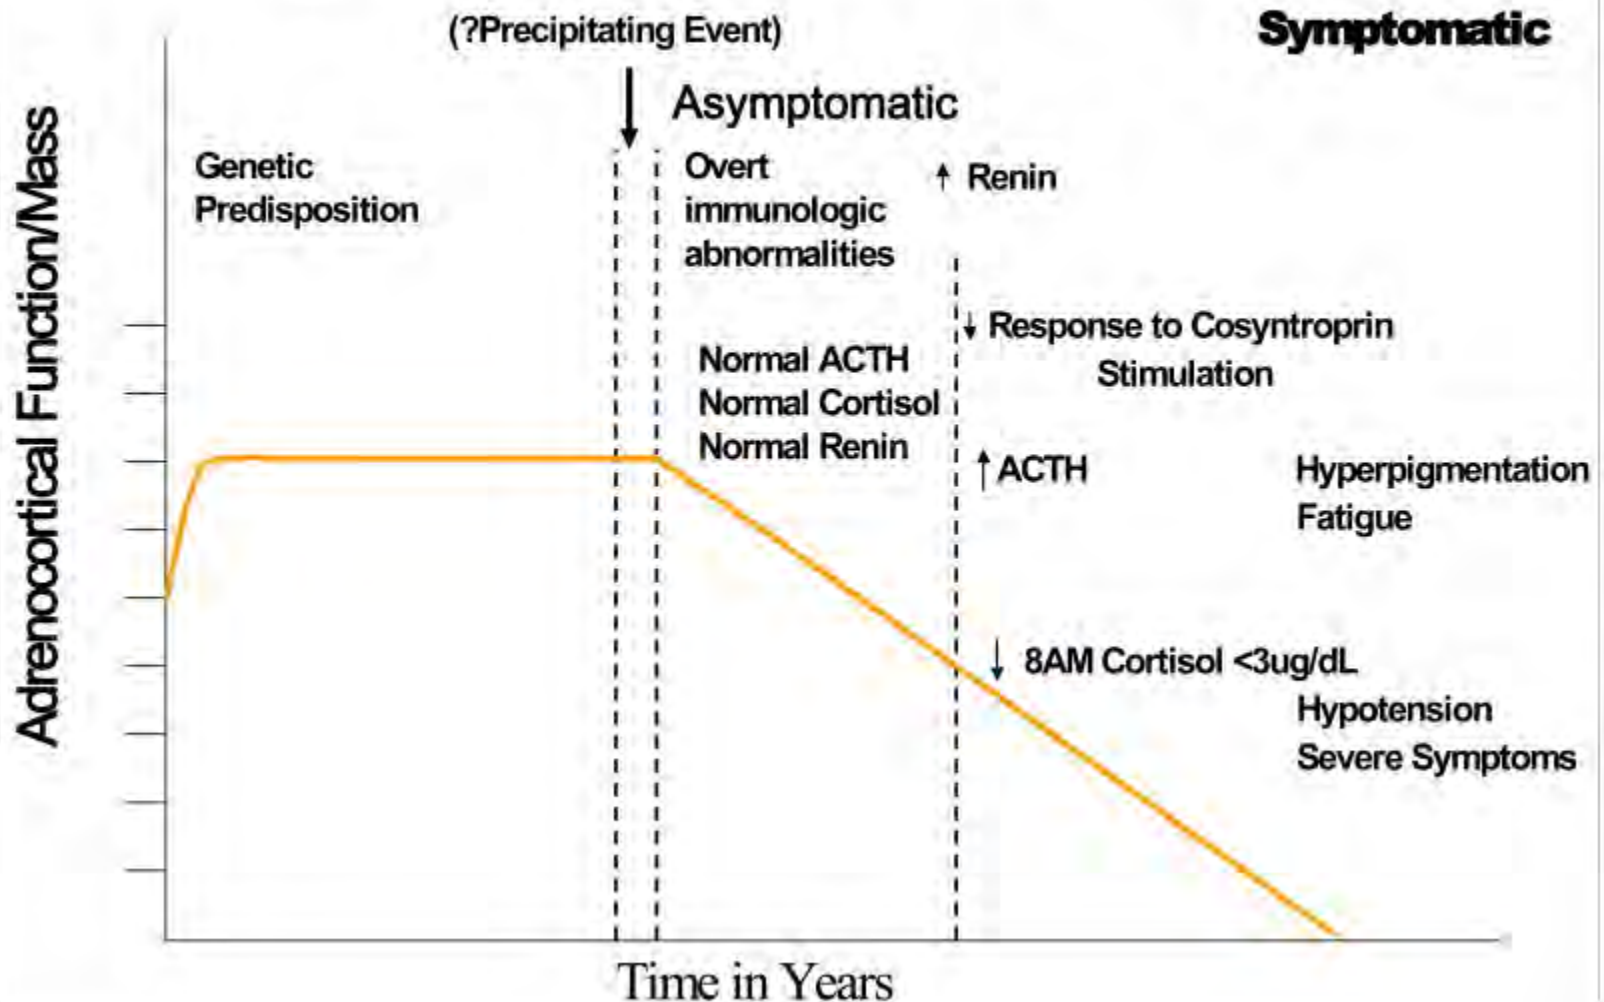 (?Precipitating Event)
Symptomatic
Asymptomatic
Genetic
Predisposition
Overt
immunologic
abnormalities
↑ Renin
↓ Response to Cosyntroprin
Stimulation
Normal ACTH
Normal Cortisol
Normal Renin
↑ACTH
Hyperpigmentation
Fatigue
↓ 8AM Cortisol <3ug/dL
Hypotension
Severe Symptoms
Adrenocortical Function/Mass
Time in Years